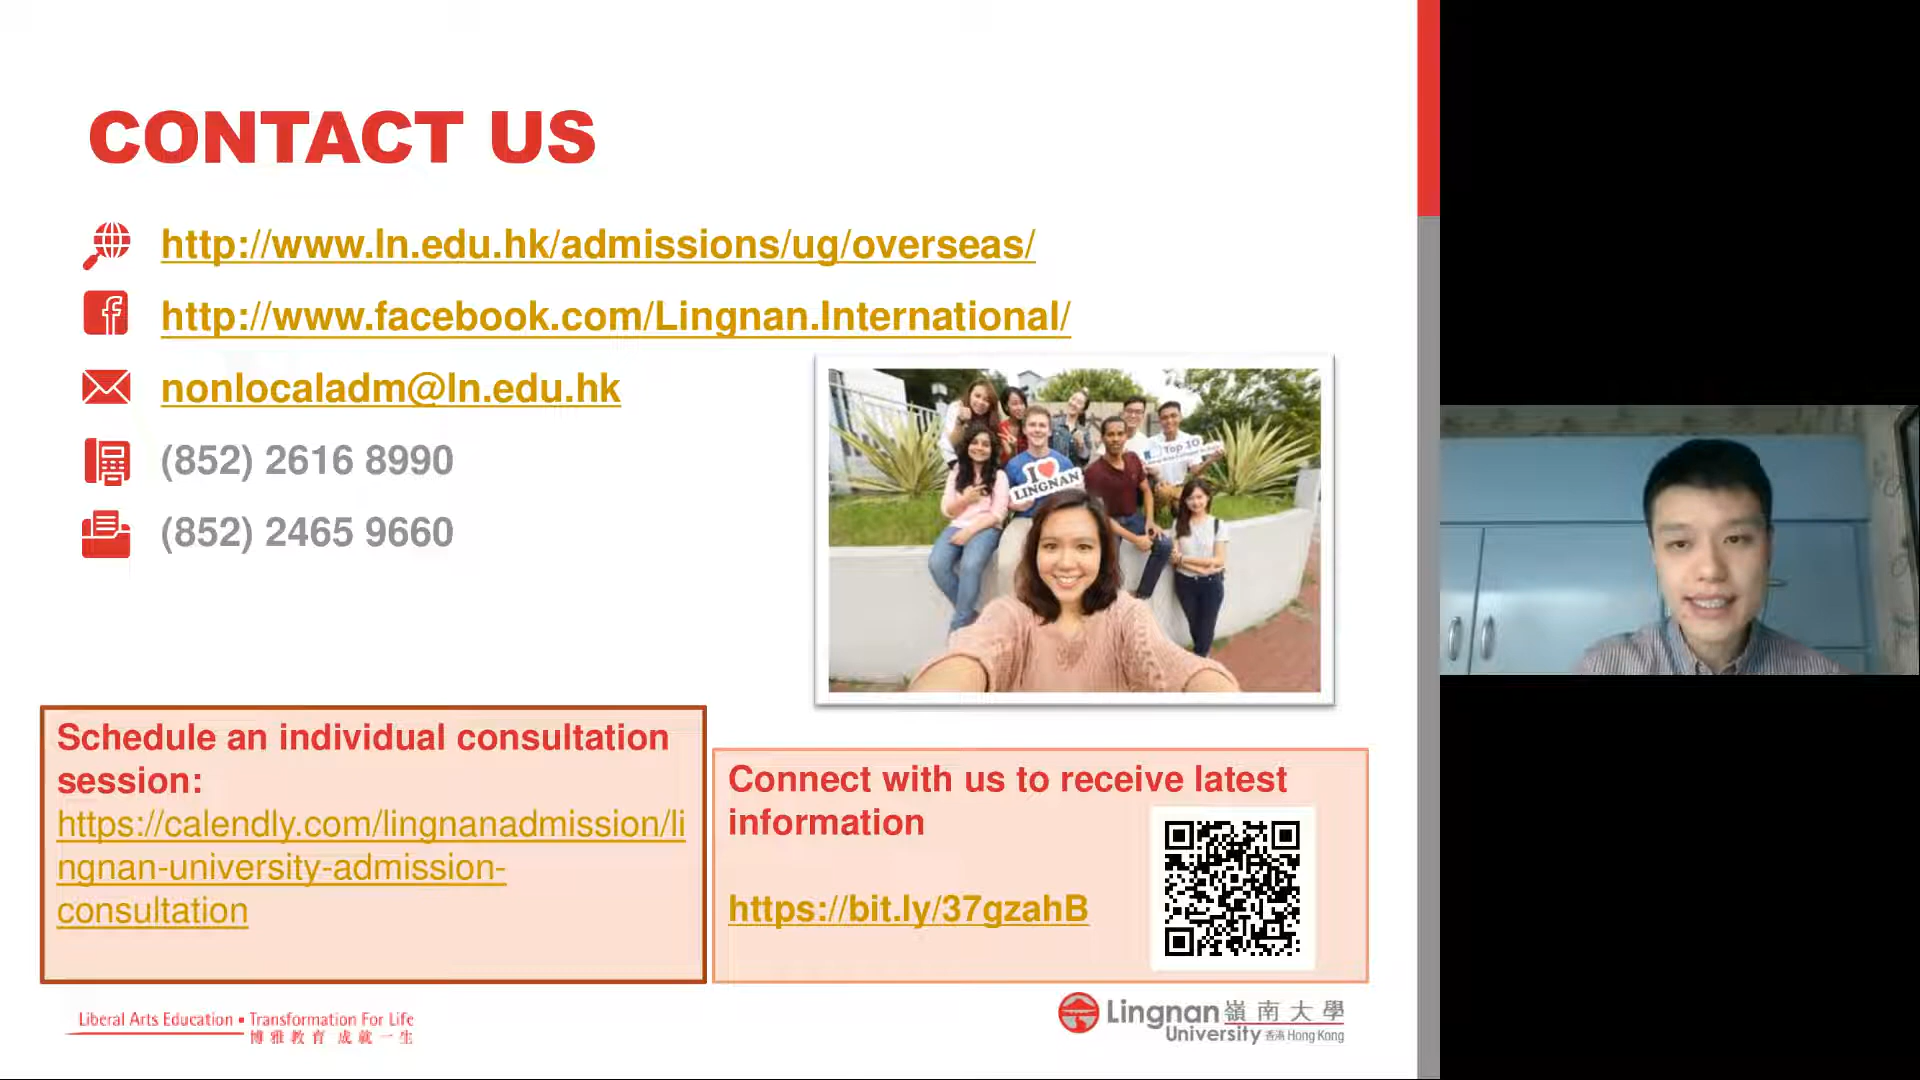 CONTACT US
http://www.ln.edu.hk/admissions/ug/overseas/
http://www.facebook.com/Lingnan.International/
nonlocaladm@ln.edu.hk
(852) 2616 8990
(852) 2465 9660
I
LINGNAN
Top 10
Schedule an individual consultation
session:
https://calendly.com/lingnanadmission/li
ngnan-university-admission-
consultation
Connect with us to receive latest
information
https://bit.ly/37gzahB
Liberal Arts Education • Transformation For Life
博雅教育 成就一生
Lingnan 嶺南大學
University 香港 Hong Kong